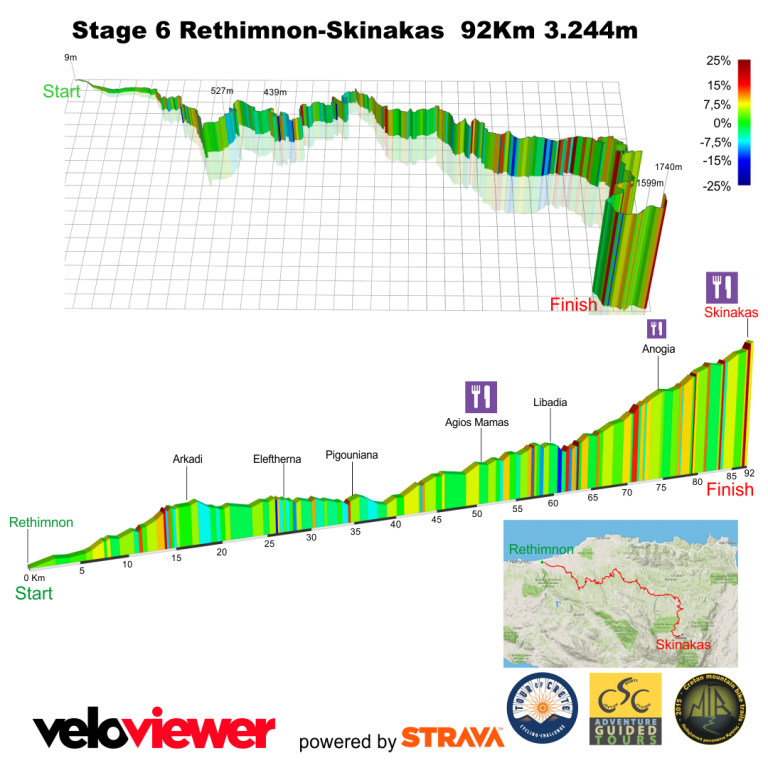 Stage 6 Rethimnon-Skinakas 92Km 3.244m
9m
Start
527m
439m
1740m
1599m
Finish
25%
15%
7,5%
0%
-7,5%
-15%
-25%
Skinakas
Anogia
Libadia
Agios Mamas
Pigouniana
Eleftherna
Arkadi
Rethimnon
0 Km
5
10
15
20
25
30
35
40
45
50
55
60
65
70
75
80
85
92
Start
Finish
Rethimnon
Skinakas
veloviewer
powered by STRAVA
TOUR OF CRETE
CYCLING-CHALLENGE
CSC
ADVENTURE
GUIDED
TOURS
2015 - Cretan mountain bike trails